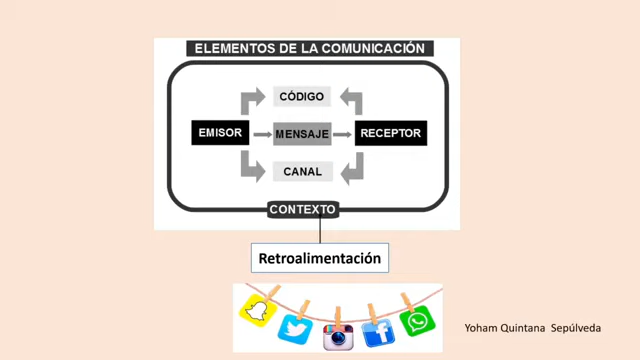 ELEMENTOS DE LA COMUNICACIÓN
CÓDIGO
EMISOR MENSAJE RECEPTOR
CANAL
CONTEXTO
Retroalimentación
Yoham Quintana Sepúlveda